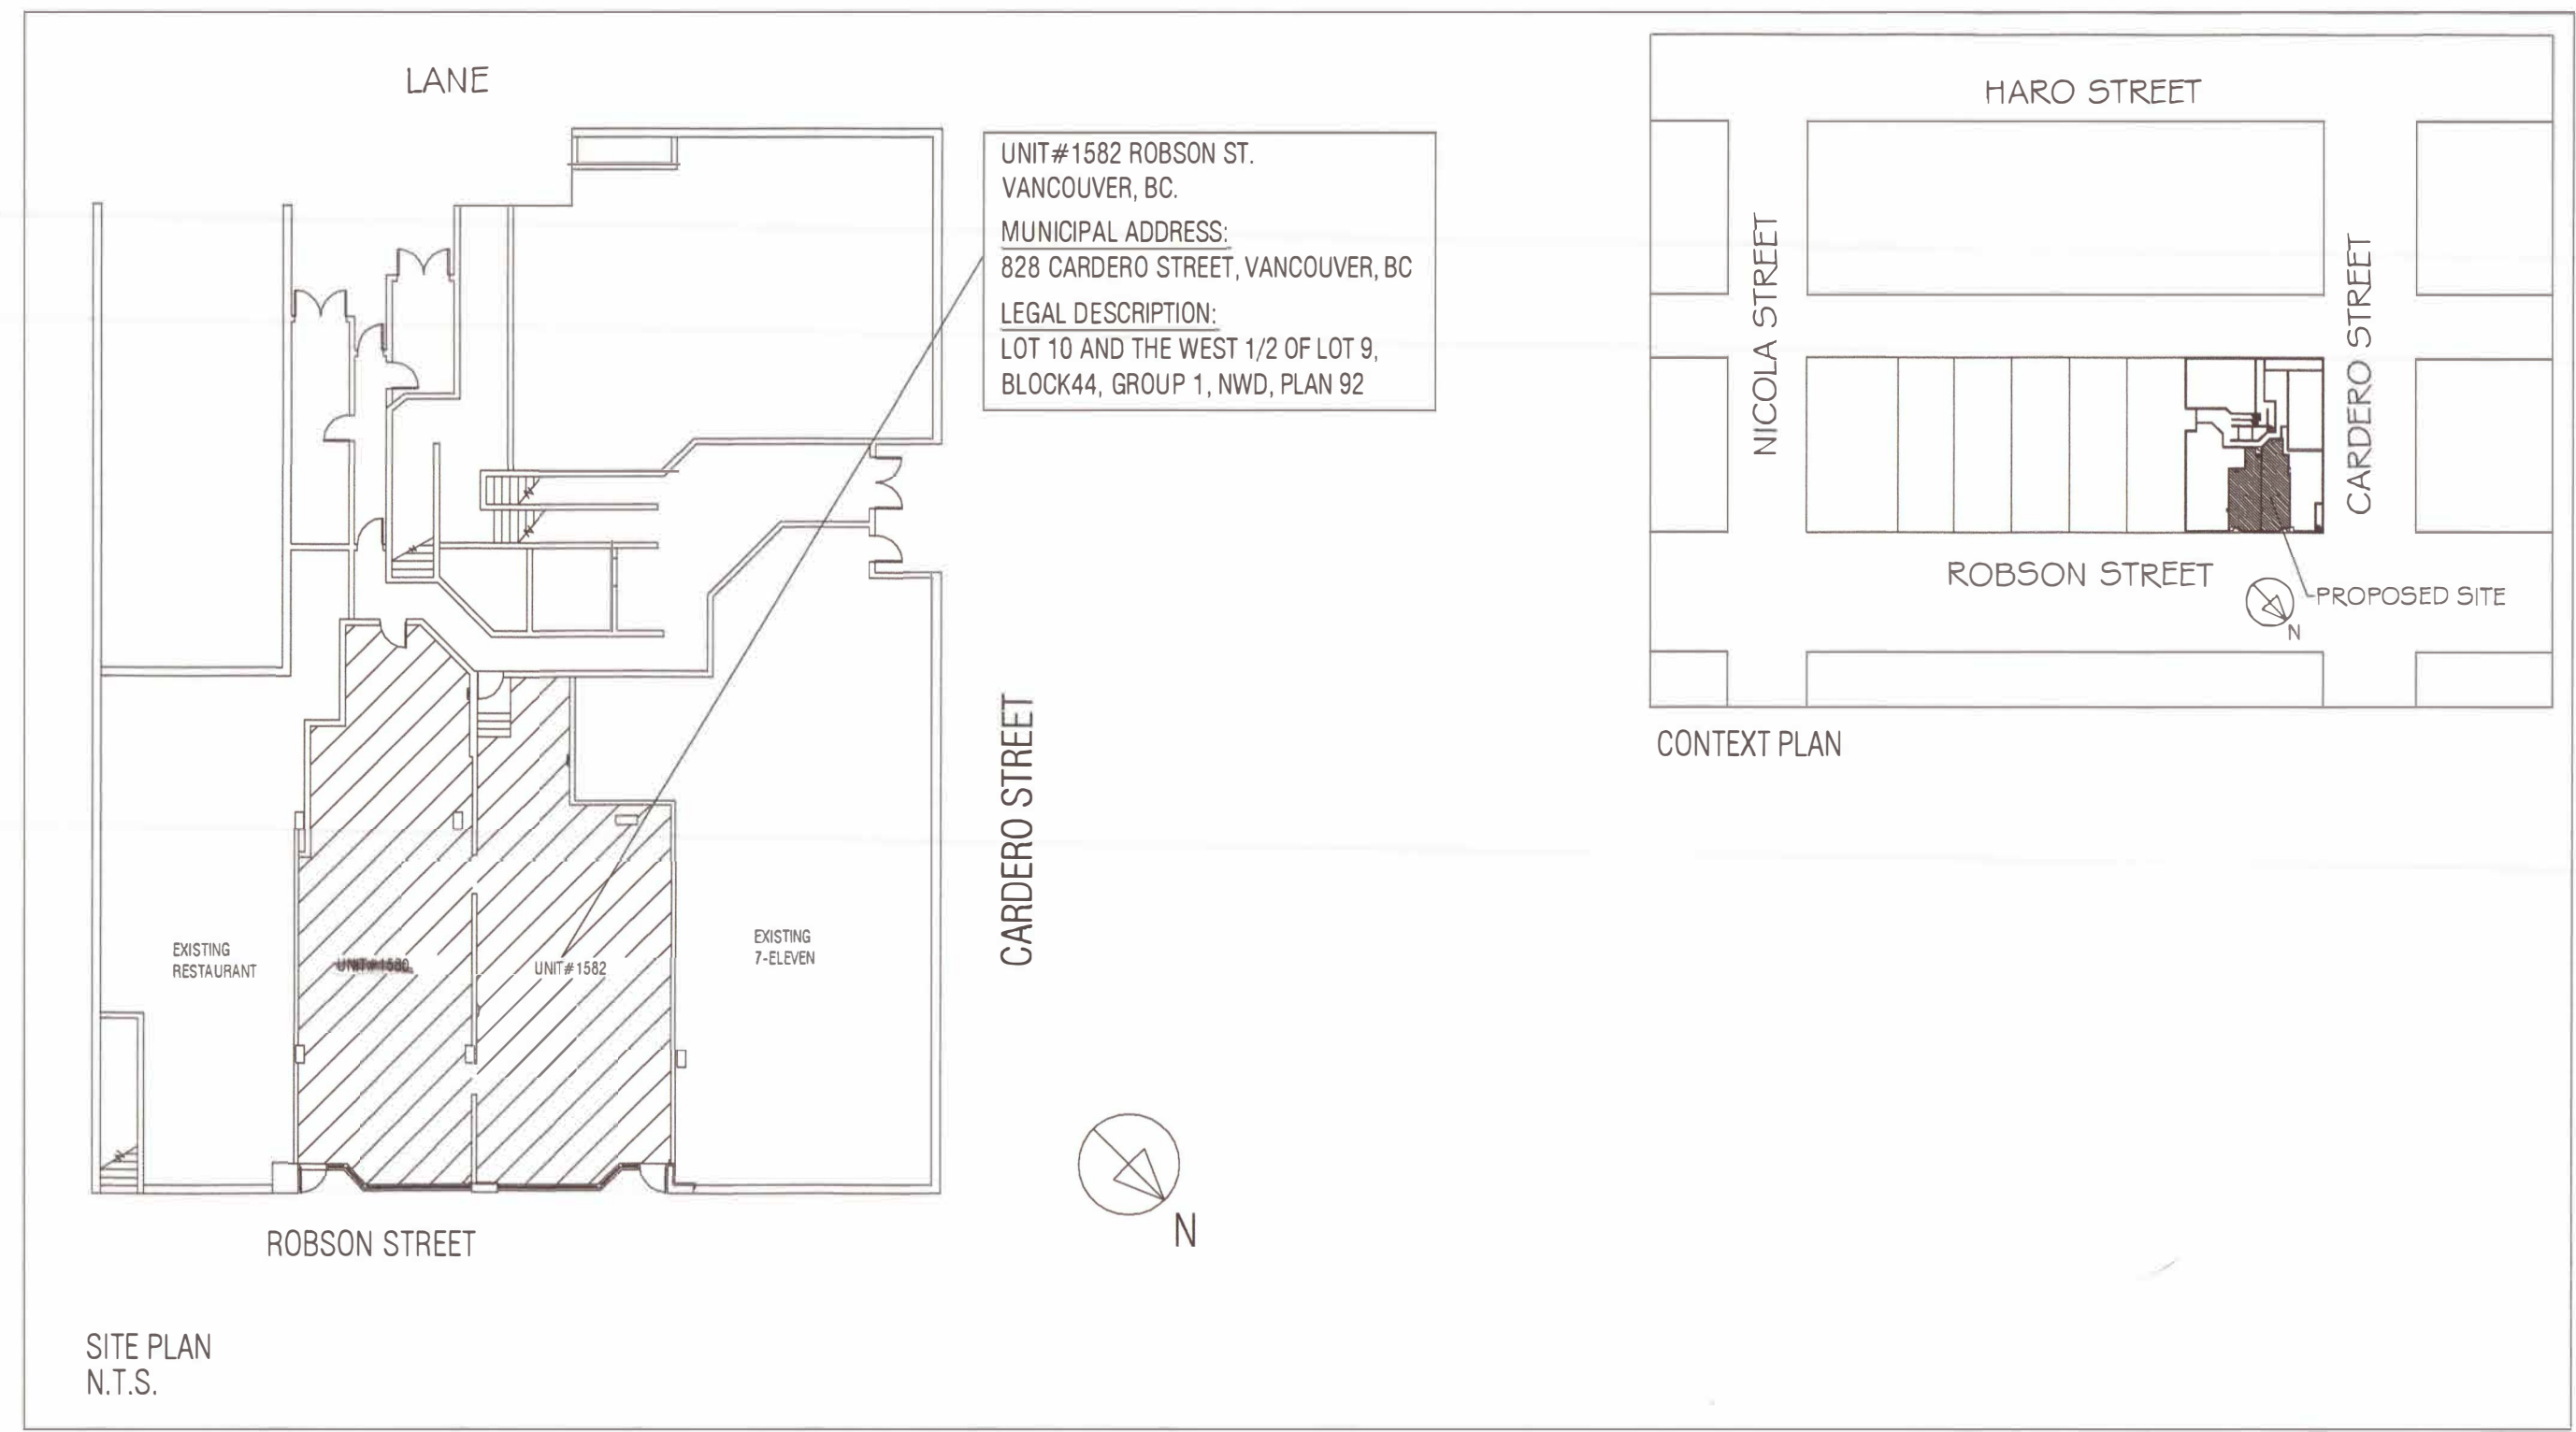 LANE
UNIT#1582 ROBSON ST.
VANCOUVER, BC.
MUNICIPAL ADDRESS:
828 CARDERO STREET, VANCOUVER, BC
LEGAL DESCRIPTION:
LOT 10 AND THE WEST 1/2 OF LOT 9,
BLOCK44, GROUP 1, NWD, PLAN 92
EXISTING
RESTAURANT
UNIT#1580
UNIT#1582
EXISTING
7-ELEVEN
CARDERO STREET
ROBSON STREET
N
SITE PLAN
N.T.S.
HARO STREET
NICOLA STREET
CARDERO STREET
ROBSON STREET
PROPOSED SITE
N
CONTEXT PLAN